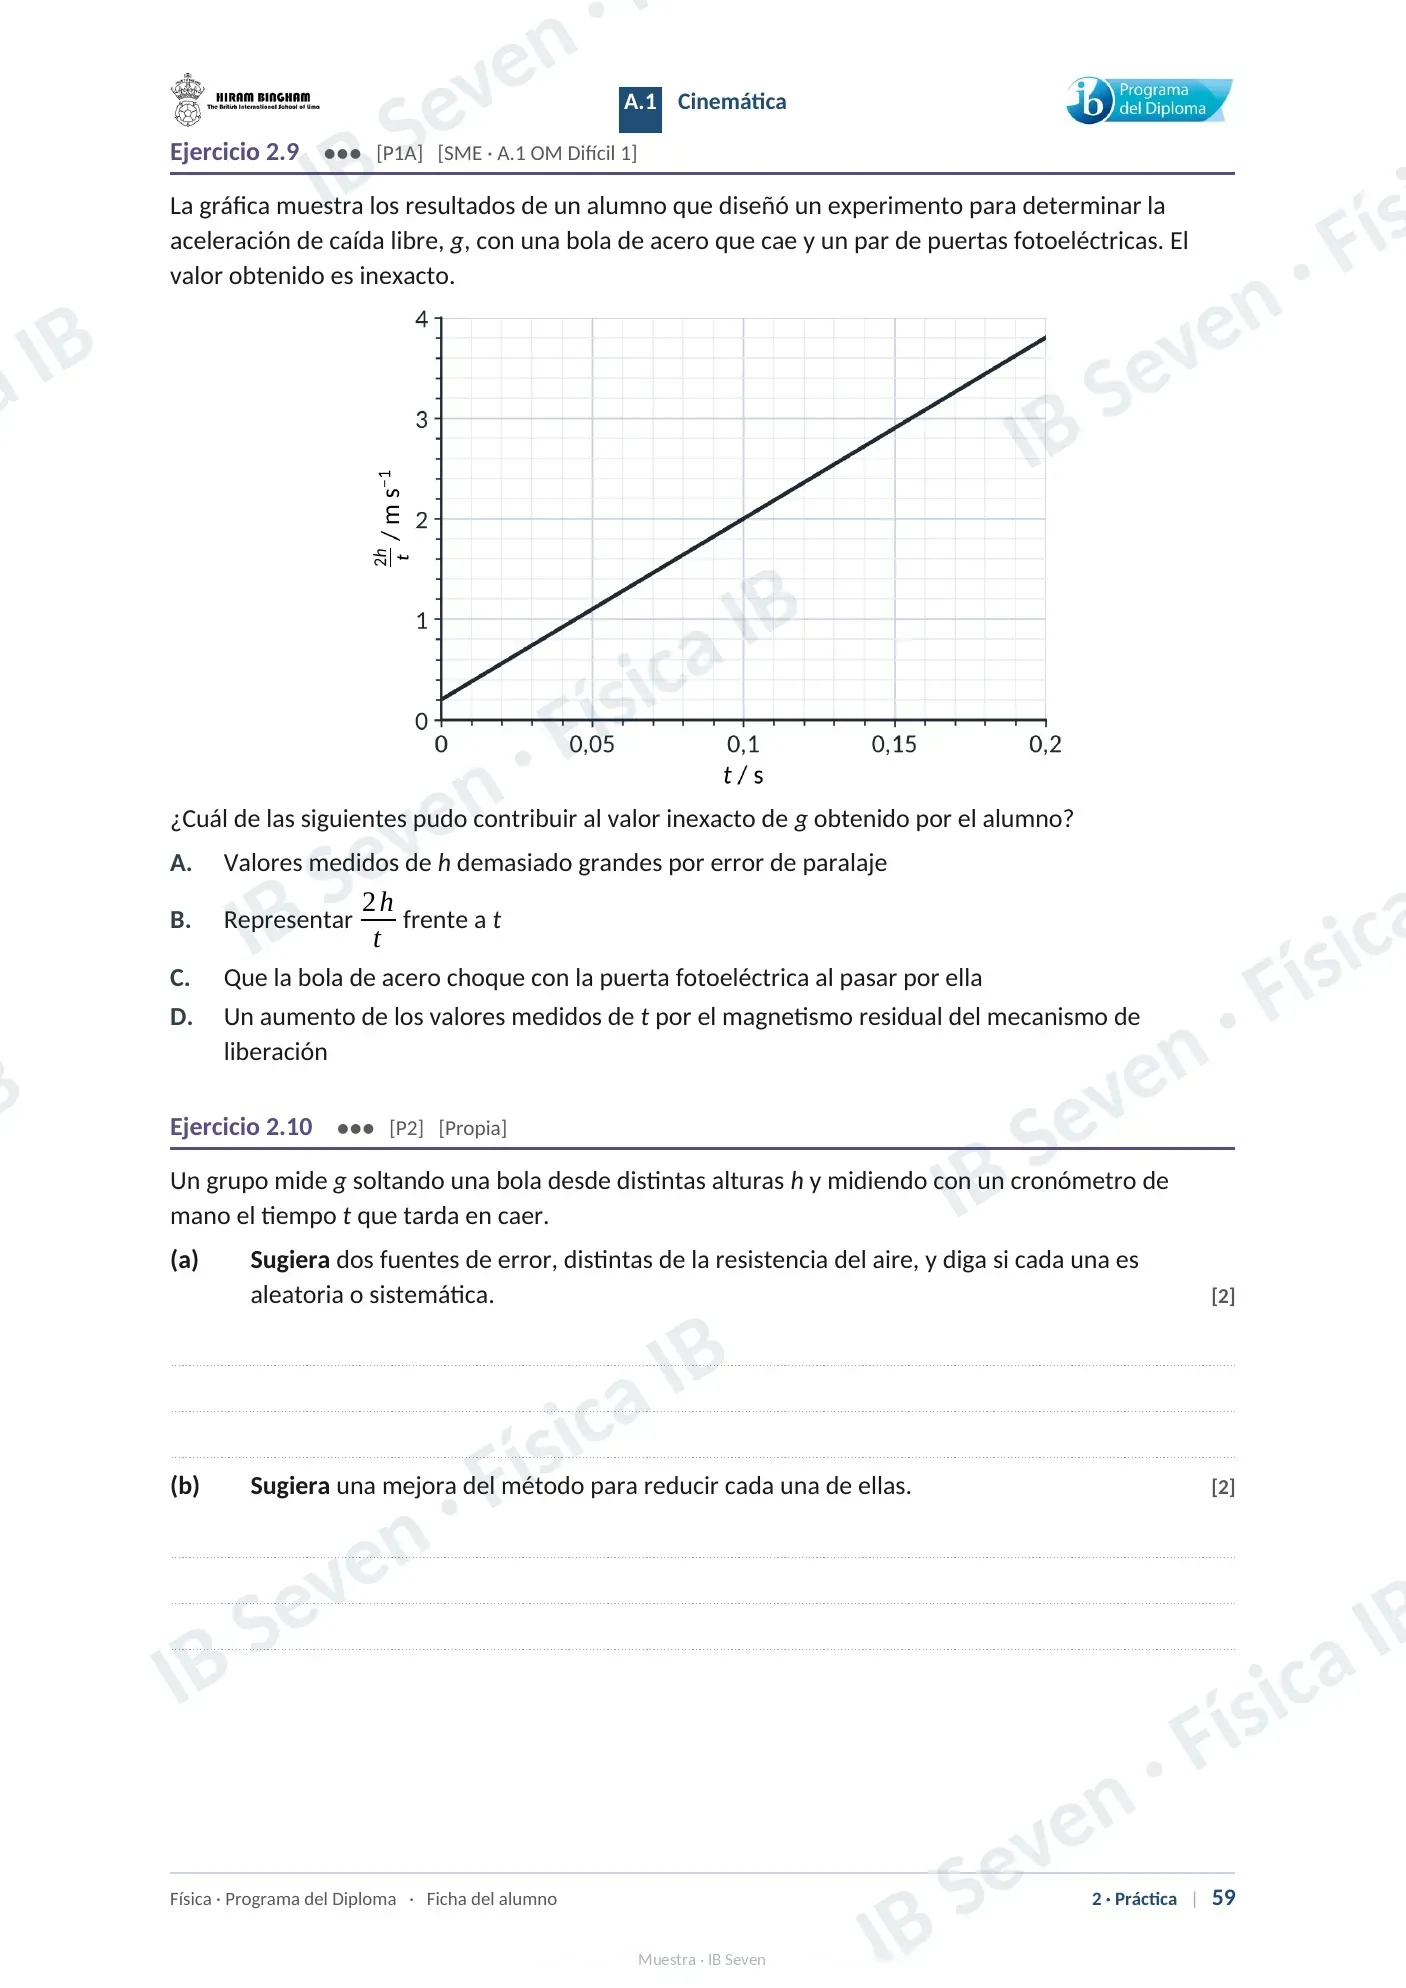 HIRAM BINGHAM
The British International School of Lima
A.1 Cinemática
Programa
del Diploma
Ejercicio 2.9 ●●● [P1A] [SME · A.1 OM Difícil 1]
La gráfica muestra los resultados de un alumno que diseñó un experimento para determinar la
aceleración de caída libre, g, con una bola de acero que cae y un par de puertas fotoeléctricas. El
valor obtenido es inexacto.
4
3
2
1
0
2h/t / m s⁻¹
0 0,05 0,1 0,15 0,2
t / s
¿Cuál de las siguientes pudo contribuir al valor inexacto de g obtenido por el alumno?
A. Valores medidos de h demasiado grandes por error de paralaje
B. Representar 2h/t frente a t
C. Que la bola de acero choque con la puerta fotoeléctrica al pasar por ella
D. Un aumento de los valores medidos de t por el magnetismo residual del mecanismo de
liberación
Ejercicio 2.10 ●●● [P2] [Propia]
Un grupo mide g soltando una bola desde distintas alturas h y midiendo con un cronómetro de
mano el tiempo t que tarda en caer.
(a) Sugiera dos fuentes de error, distintas de la resistencia del aire, y diga si cada una es
aleatoria o sistemática. [2]
(b) Sugiera una mejora del método para reducir cada una de ellas. [2]
Física · Programa del Diploma · Ficha del alumno
2 · Práctica | 59
Muestra · IB Seven
IB Seven · Física IB